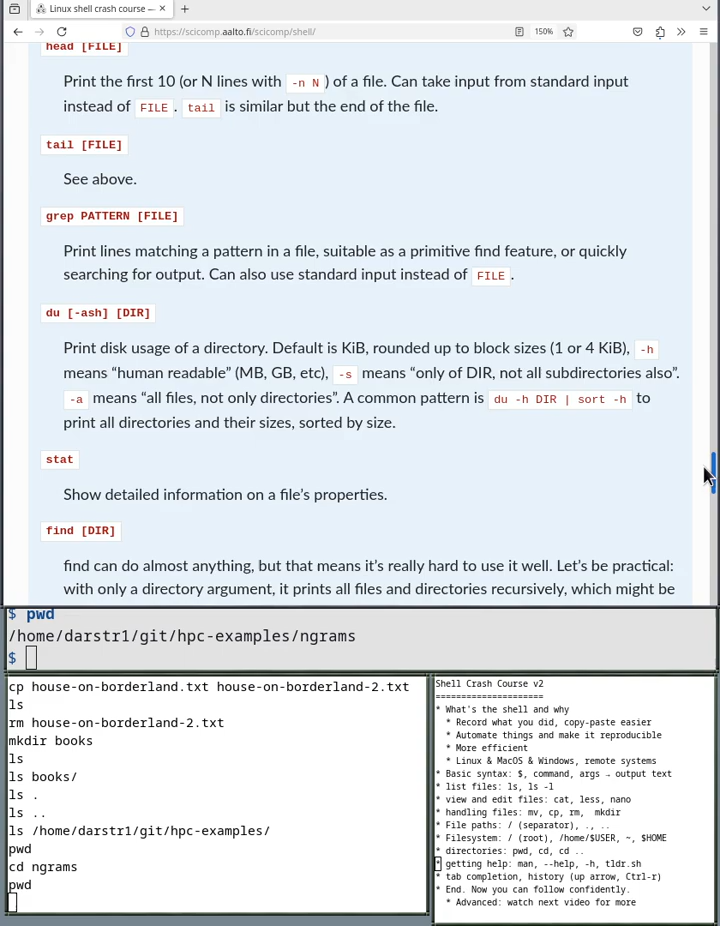 Linux shell crash course —
https://scicomp.aalto.fi/scicomp/shell/
150%
head [FILE]
Print the first 10 (or N lines with -n N ) of a file. Can take input from standard input
instead of FILE . tail is similar but the end of the file.
tail [FILE]
See above.
grep PATTERN [FILE]
Print lines matching a pattern in a file, suitable as a primitive find feature, or quickly
searching for output. Can also use standard input instead of FILE .
du [-ash] [DIR]
Print disk usage of a directory. Default is KiB, rounded up to block sizes (1 or 4 KiB), -h
means “human readable” (MB, GB, etc), -s means “only of DIR, not all subdirectories also”.
-a means “all files, not only directories”. A common pattern is du -h DIR | sort -h to
print all directories and their sizes, sorted by size.
stat
Show detailed information on a file’s properties.
find [DIR]
find can do almost anything, but that means it’s really hard to use it well. Let’s be practical:
with only a directory argument, it prints all files and directories recursively, which might be
$ pwd
/home/darstr1/git/hpc-examples/ngrams
$
cp house-on-borderland.txt house-on-borderland-2.txt
ls
rm house-on-borderland-2.txt
mkdir books
ls
ls books/
ls .
ls ..
ls /home/darstr1/git/hpc-examples/
pwd
cd ngrams
pwd
Shell Crash Course v2
=====================
* What's the shell and why
* Record what you did, copy-paste easier
* Automate things and make it reproducible
* More efficient
* Linux & MacOS & Windows, remote systems
* Basic syntax: $, command, args → output text
* list files: ls, ls -l
* view and edit files: cat, less, nano
* handling files: mv, cp, rm,  mkdir
* File paths: / (separator), ., ..
* Filesystem: / (root), /home/$USER, ~, $HOME
* directories: pwd, cd, cd ..
* getting help: man, --help, -h, tldr.sh
* tab completion, history (up arrow, Ctrl-r)
* End. Now you can follow confidently.
* Advanced: watch next video for more